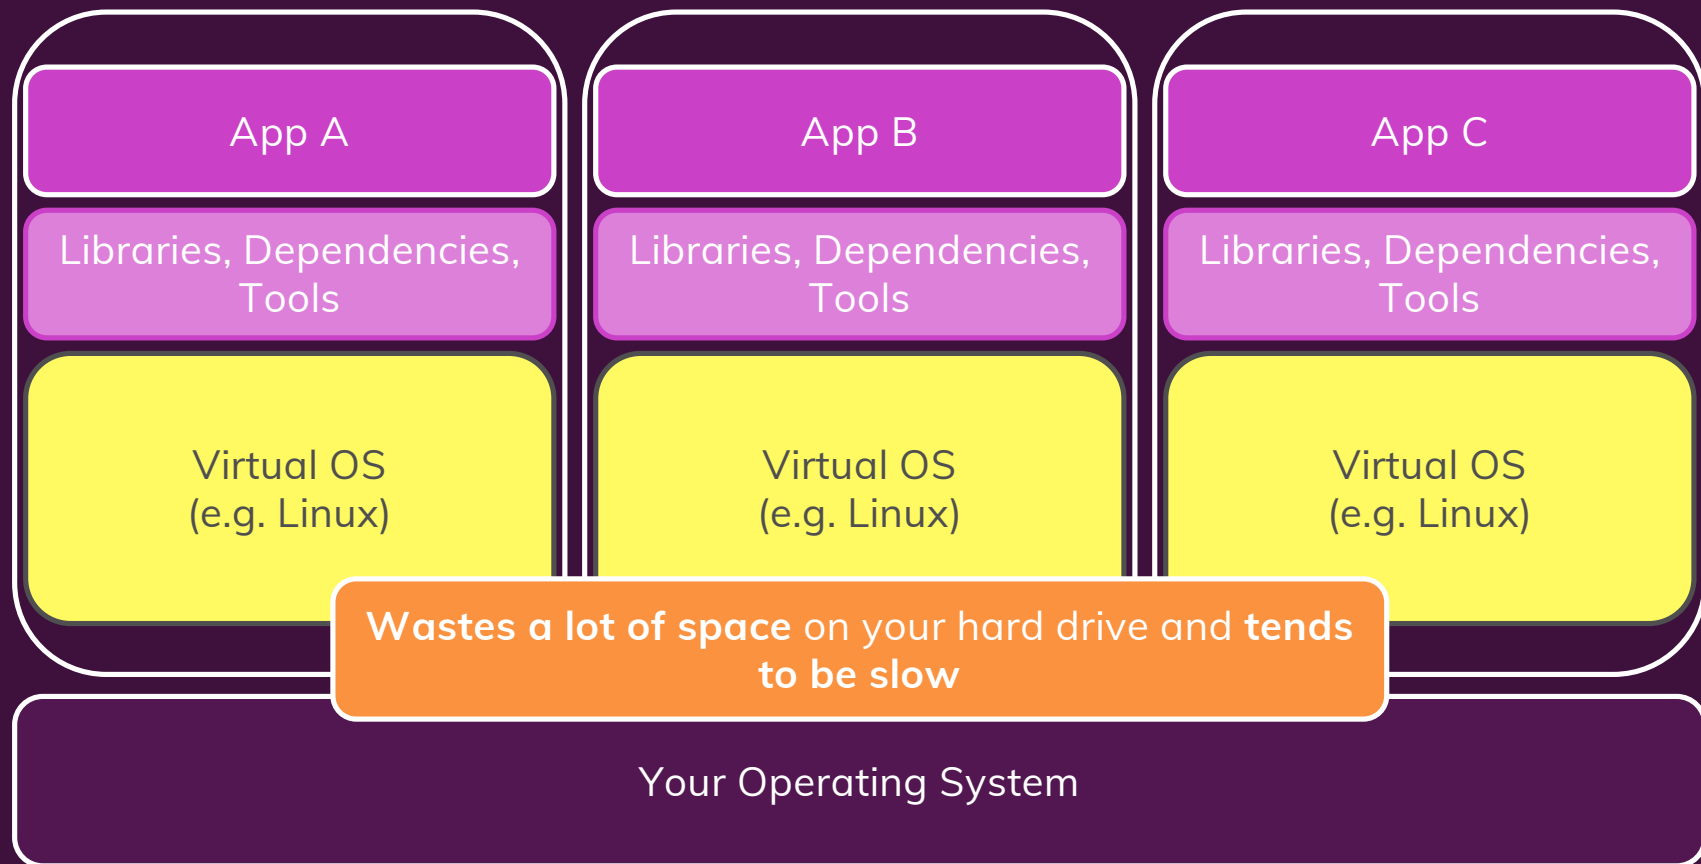 App A
App B
App C
Libraries, Dependencies,
Tools
Libraries, Dependencies,
Tools
Libraries, Dependencies,
Tools
Virtual OS
(e.g. Linux)
Virtual OS
(e.g. Linux)
Virtual OS
(e.g. Linux)
Wastes a lot of space on your hard drive and tends
to be slow
Your Operating System